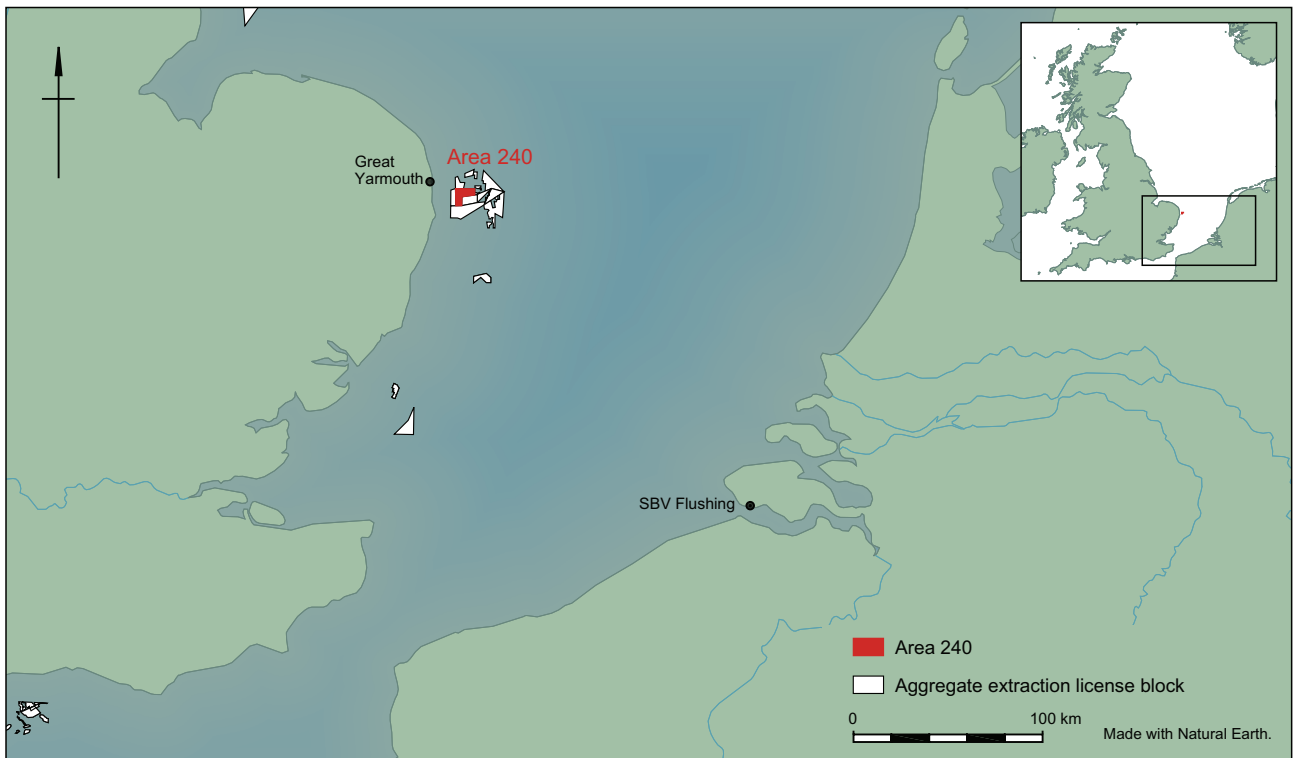 Area 240
Great
Yarmouth
SBV Flushing
Area 240
Aggregate extraction license block
0 100 km
Made with Natural Earth.